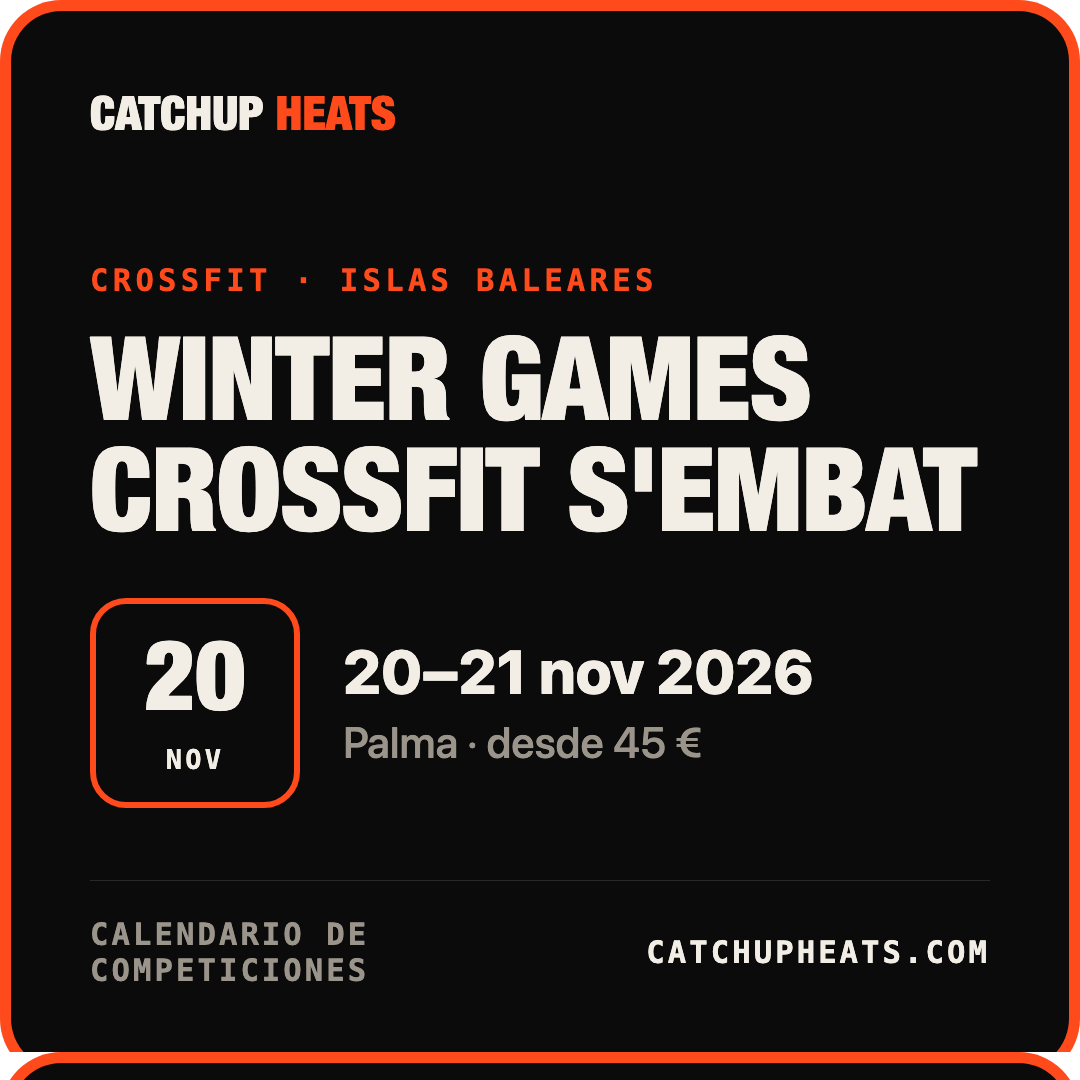 CATCHUP HEATS
CROSSFIT · ISLAS BALEARES
WINTER GAMES
CROSSFIT S'EMBAT
20
NOV
20–21 nov 2026
Palma · desde 45 €
CALENDARIO DE
COMPETICIONES
CATCHUPHEATS.COM